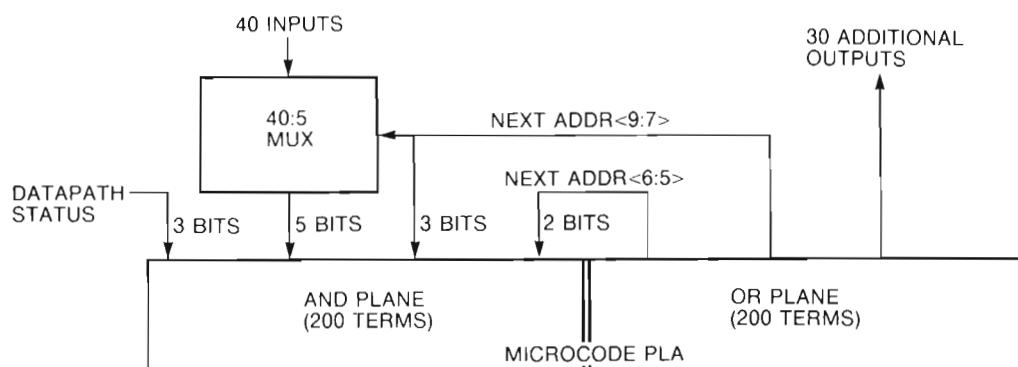 40 INPUTS
30 ADDITIONAL
OUTPUTS
40:5
MUX
NEXT ADDR<9:7>
NEXT ADDR<6:5>
DATAPATH
STATUS
3 BITS
5 BITS
3 BITS
2 BITS
AND PLANE
(200 TERMS)
OR PLANE
(200 TERMS)
MICROCODE PLA